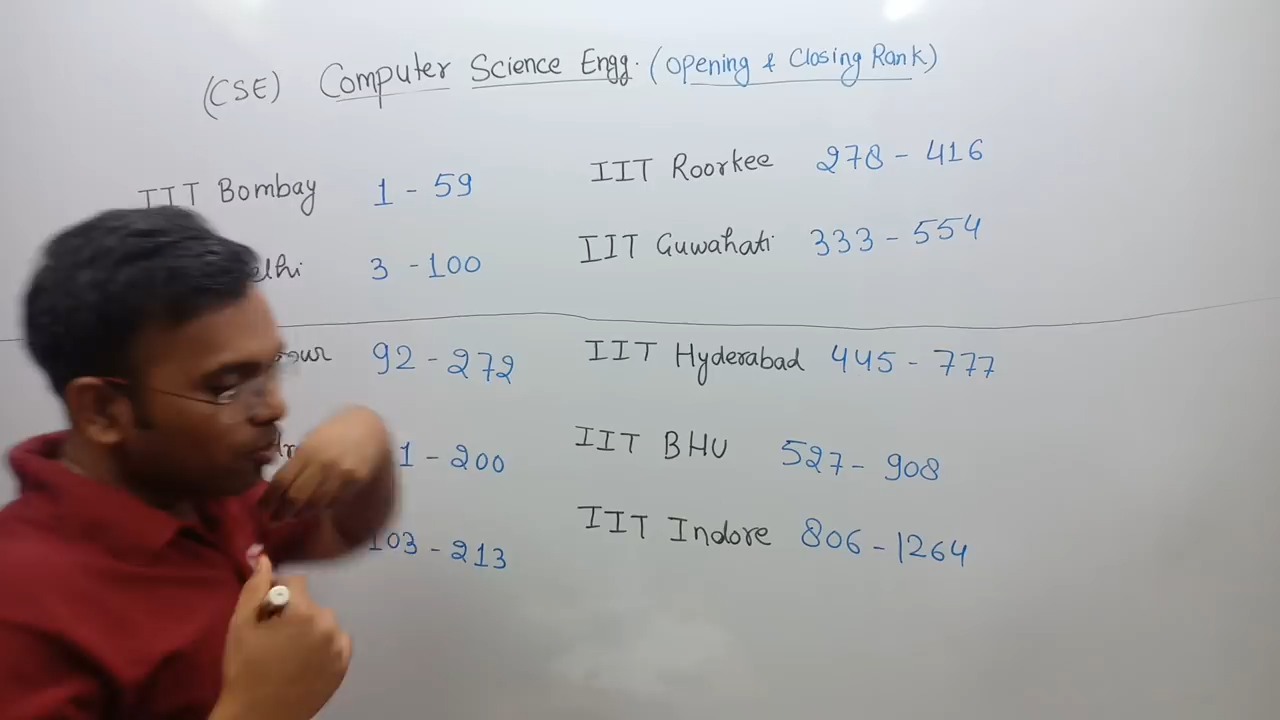 (CSE) Computer Science Engg. (Opening & Closing Rank)
IIT Bombay 1 - 59
3 - 100
92 - 272
1 - 200
103 - 213
IIT Roorkee 278 - 416
IIT Guwahati 333 - 554
IIT Hyderabad 445 - 777
IIT BHU 527 - 908
IIT Indore 806 - 1264